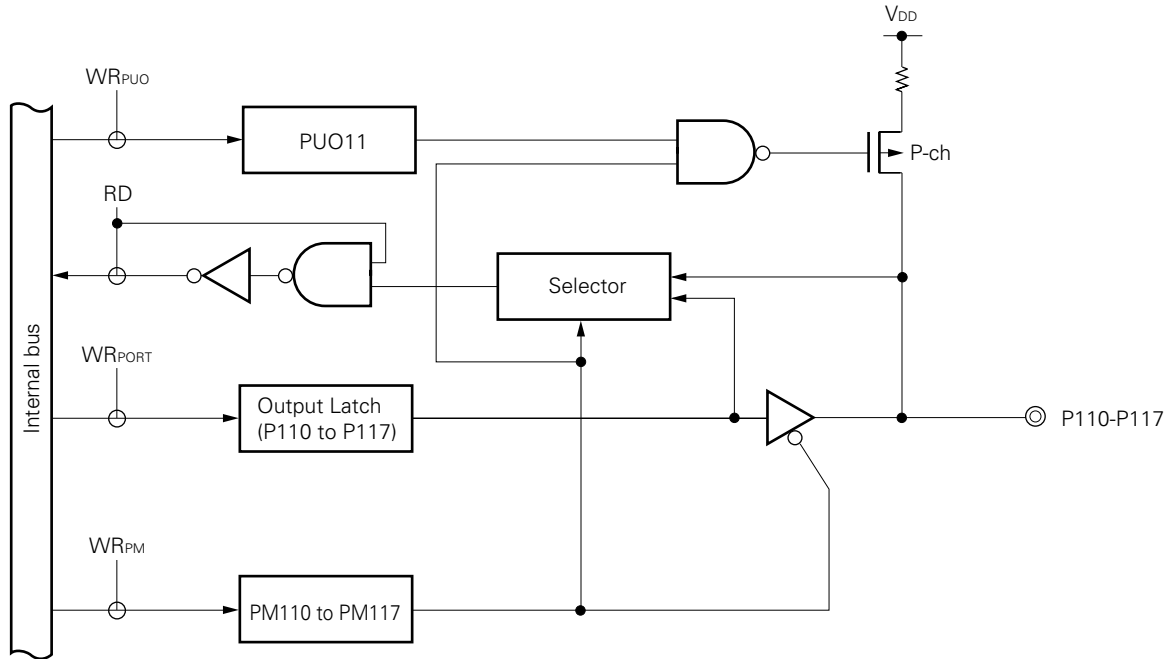 VDD
WRPUO
PUO11
P-ch
RD
Selector
Internal bus
WRPORT
Output Latch
(P110 to P117)
P110-P117
WRPM
PM110 to PM117